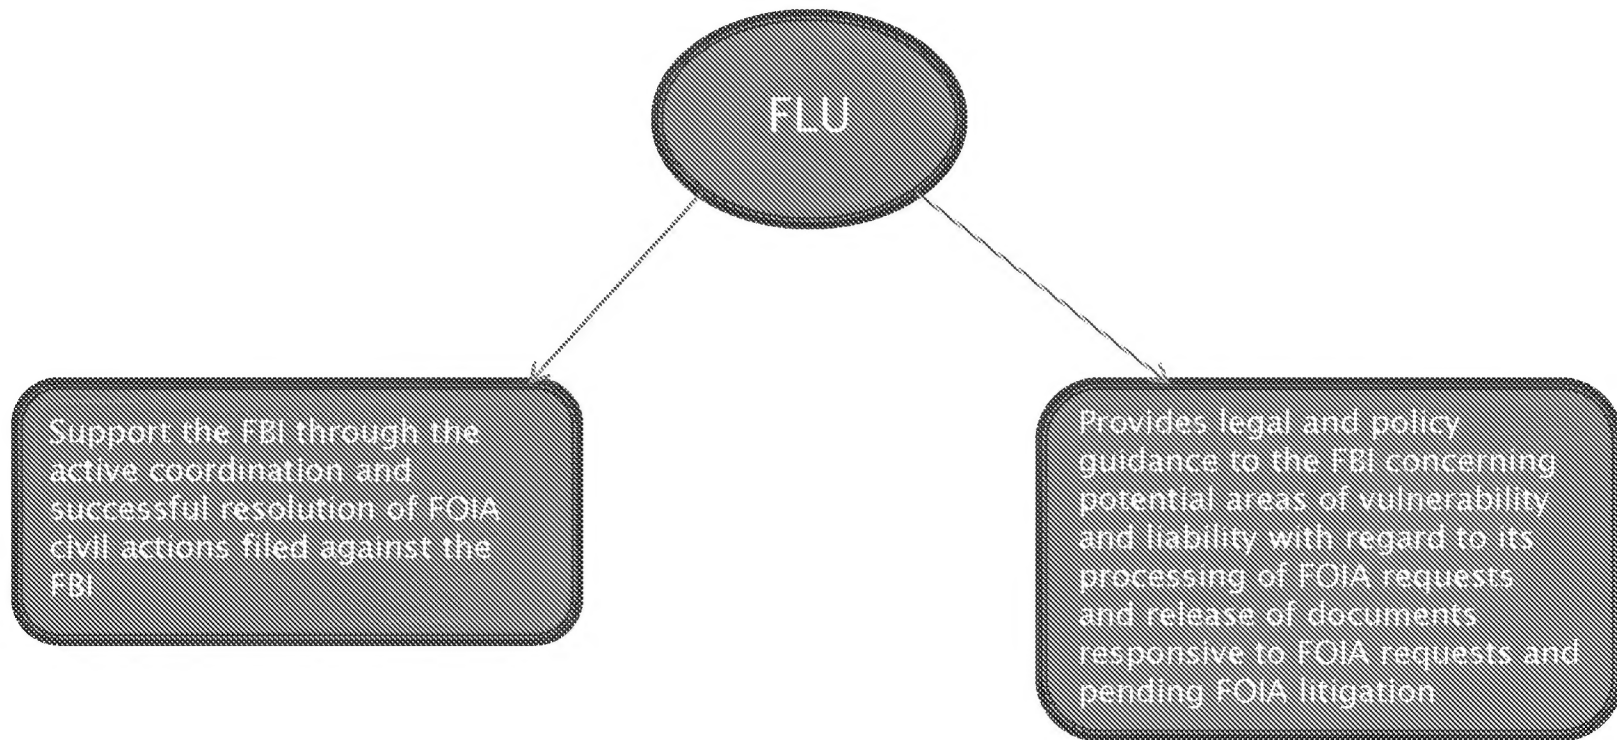 FLU
Support the FBI through the
active coordination and
successful resolution of FOIA
civil actions filed against the
FBI
Provides legal and policy
guidance to the FBI concerning
potential areas of vulnerability
and liability with regard to its
processing of FOIA requests
and release of documents
responsive to FOIA requests and
pending FOIA litigation